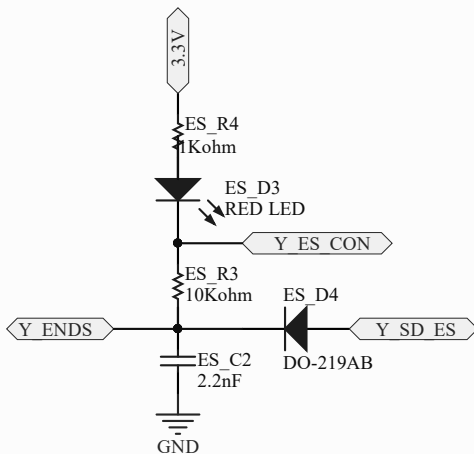 3.3V
ES_R4
1Kohm
ES_D3
RED LED
Y_ES_CON
ES_R3
10Kohm
ES_D4
Y_ENDS
Y_SD_ES
ES_C2
DO-219AB
2.2nF
GND